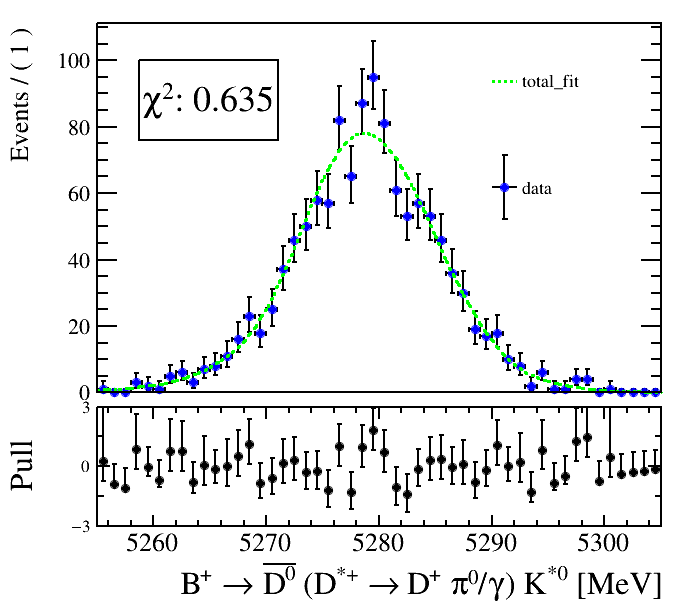 Events / ( 1 )
100
80
60
40
20
0
χ²: 0.635
total_fit
data
Pull
3
0
−3
5260 5270 5280 5290 5300
B⁺ → D̅⁰ (D*⁺ → D⁺ π⁰/γ) K*⁰ [MeV]